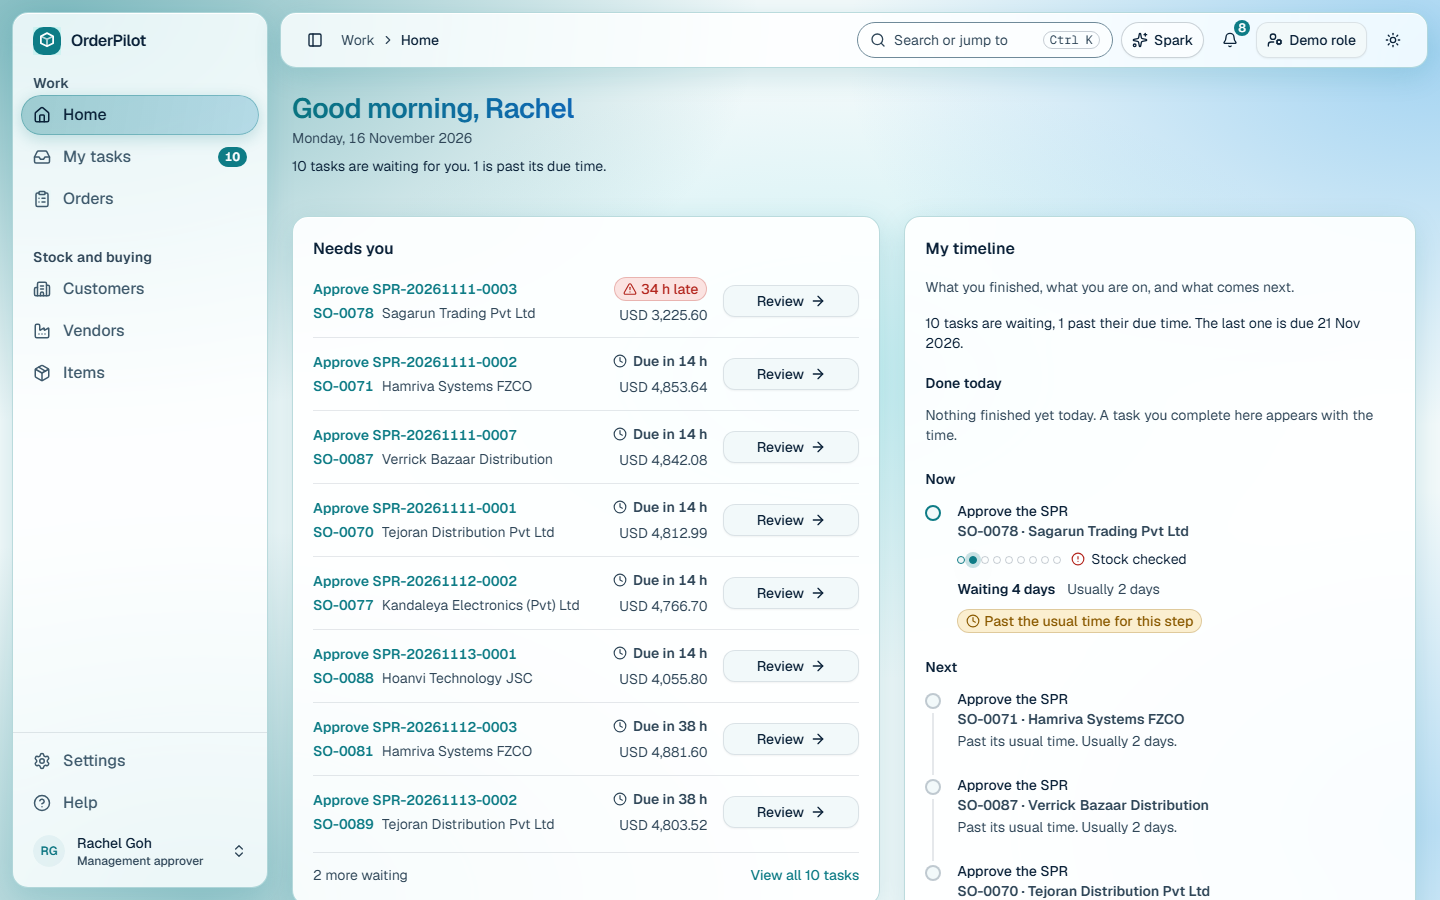 OrderPilot
Work
Home
My tasks 10
Orders
Stock and buying
Customers
Vendors
Items
Settings
Help
RG
Rachel Goh
Management approver
Work > Home
Search or jump to Ctrl K
Spark
8
Demo role
Good morning, Rachel
Monday, 16 November 2026
10 tasks are waiting for you. 1 is past its due time.
Needs you
Approve SPR-20261111-0003 34 h late
SO-0078 Sagarun Trading Pvt Ltd USD 3,225.60
Review
Approve SPR-20261111-0002 Due in 14 h
SO-0071 Hamriva Systems FZCO USD 4,853.64
Review
Approve SPR-20261111-0007 Due in 14 h
SO-0087 Verrick Bazaar Distribution USD 4,842.08
Review
Approve SPR-20261111-0001 Due in 14 h
SO-0070 Tejoran Distribution Pvt Ltd USD 4,812.99
Review
Approve SPR-20261112-0002 Due in 14 h
SO-0077 Kandaleya Electronics (Pvt) Ltd USD 4,766.70
Review
Approve SPR-20261113-0001 Due in 14 h
SO-0088 Hoanvi Technology JSC USD 4,055.80
Review
Approve SPR-20261112-0003 Due in 38 h
SO-0081 Hamriva Systems FZCO USD 4,881.60
Review
Approve SPR-20261113-0002 Due in 38 h
SO-0089 Tejoran Distribution Pvt Ltd USD 4,803.52
Review
2 more waiting View all 10 tasks
My timeline
What you finished, what you are on, and what comes next.
10 tasks are waiting, 1 past their due time. The last one is due 21 Nov
2026.
Done today
Nothing finished yet today. A task you complete here appears with the
time.
Now
Approve the SPR
SO-0078 · Sagarun Trading Pvt Ltd
Stock checked
Waiting 4 days Usually 2 days
Past the usual time for this step
Next
Approve the SPR
SO-0071 · Hamriva Systems FZCO
Past its usual time. Usually 2 days.
Approve the SPR
SO-0087 · Verrick Bazaar Distribution
Past its usual time. Usually 2 days.
Approve the SPR
SO-0070 · Tejoran Distribution Pvt Ltd